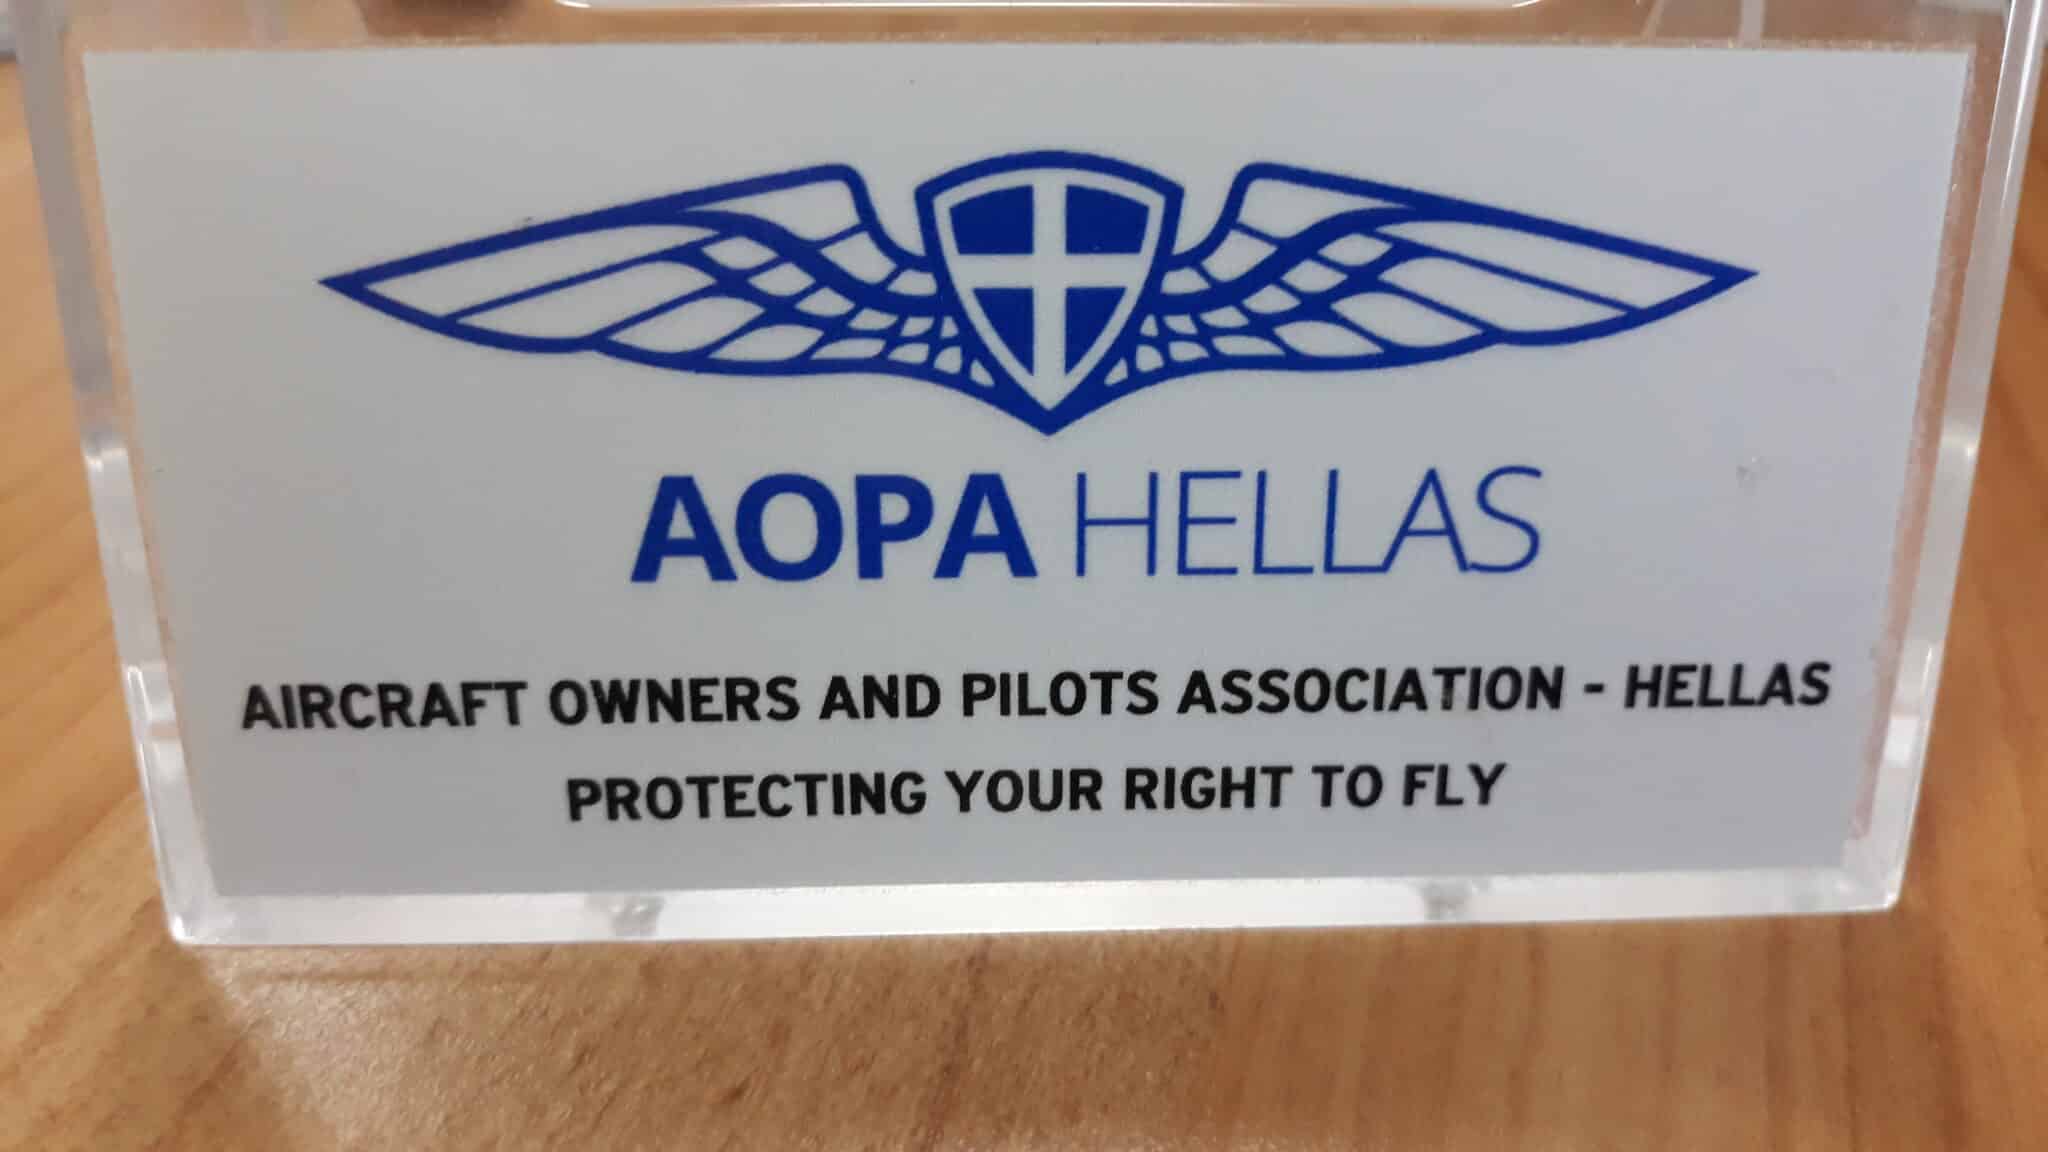 AOPA HELLAS
AIRCRAFT OWNERS AND PILOTS ASSOCIATION - HELLAS
PROTECTING YOUR RIGHT TO FLY